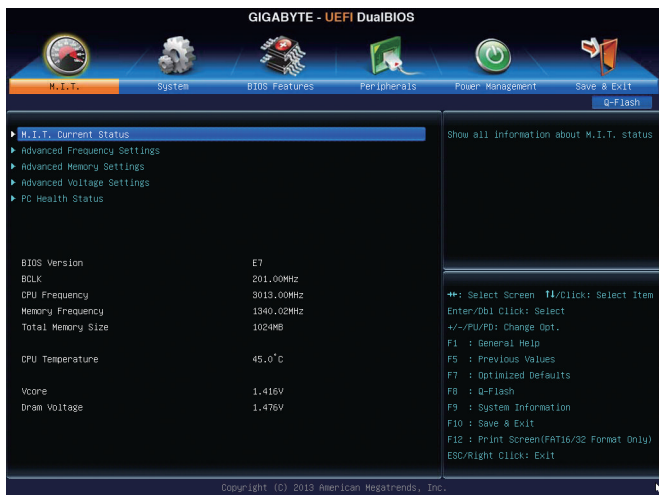 GIGABYTE - UEFI DualBIOS
M.I.T. System BIOS Features Peripherals Power Management Save & Exit
Q-Flash
M.I.T. Current Status
Advanced Frequency Settings
Advanced Memory Settings
Advanced Voltage Settings
PC Health Status
BIOS Version E7
BCLK 201.00MHz
CPU Frequency 3013.00MHz
Memory Frequency 1340.02MHz
Total Memory Size 1024MB
CPU Temperature 45.0°C
Vcore 1.416V
Dram Voltage 1.476V
Show all information about M.I.T. status
→←: Select Screen ↑↓/Click: Select Item
Enter/Dbl Click: Select
+/-/PU/PD: Change Opt.
F1 : General Help
F5 : Previous Values
F7 : Optimized Defaults
F8 : Q-Flash
F9 : System Information
F10 : Save & Exit
F12 : Print Screen(FAT16/32 Format Only)
ESC/Right Click: Exit
Copyright (C) 2013 American Megatrends, Inc.